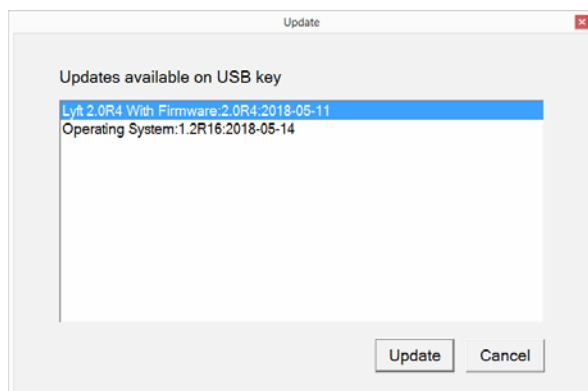 Update
Updates available on USB key
Lyft 2.0R4 With Firmware:2.0R4:2018-05-11
Operating System:1.2R16:2018-05-14
Update
Cancel